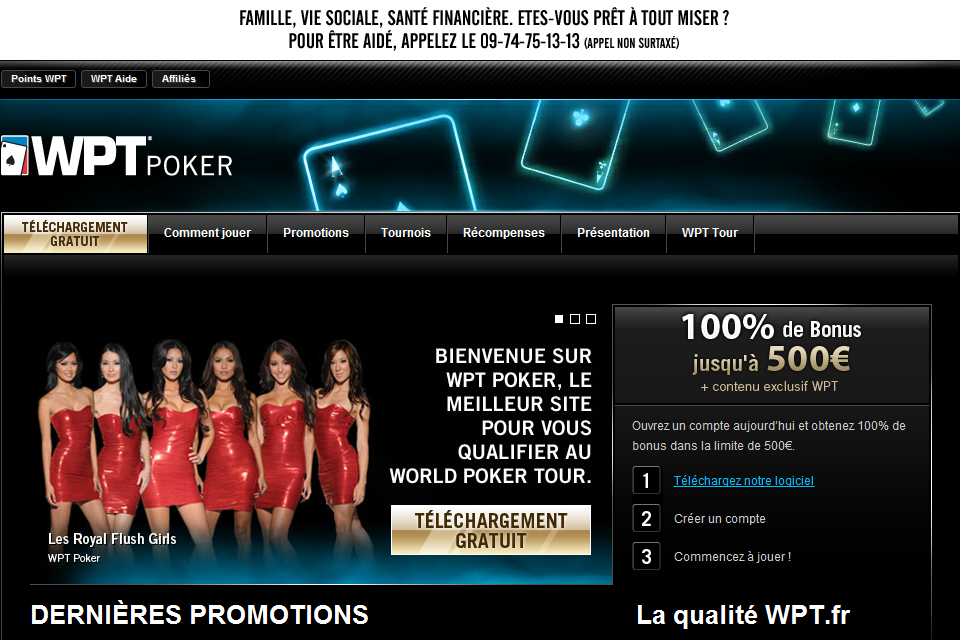 FAMILLE, VIE SOCIALE, SANTÉ FINANCIÈRE. ETES-VOUS PRÊT À TOUT MISER ?
POUR ÊTRE AIDÉ, APPELEZ LE 09-74-75-13-13 (APPEL NON SURTAXÉ)
Points WPT
WPT Aide
Affiliés
WPT® POKER
TÉLÉCHARGEMENT
GRATUIT
Comment jouer
Promotions
Tournois
Récompenses
Présentation
WPT Tour
BIENVENUE SUR
WPT POKER, LE
MEILLEUR SITE
POUR VOUS
QUALIFIER AU
WORLD POKER TOUR.
TÉLÉCHARGEMENT
GRATUIT
Les Royal Flush Girls
WPT Poker
100% de Bonus
jusqu'à 500€
+ contenu exclusif WPT
Ouvrez un compte aujourd'hui et obtenez 100% de
bonus dans la limite de 500€.
1 Téléchargez notre logiciel
2 Créer un compte
3 Commencez à jouer !
DERNIÈRES PROMOTIONS
La qualité WPT.fr